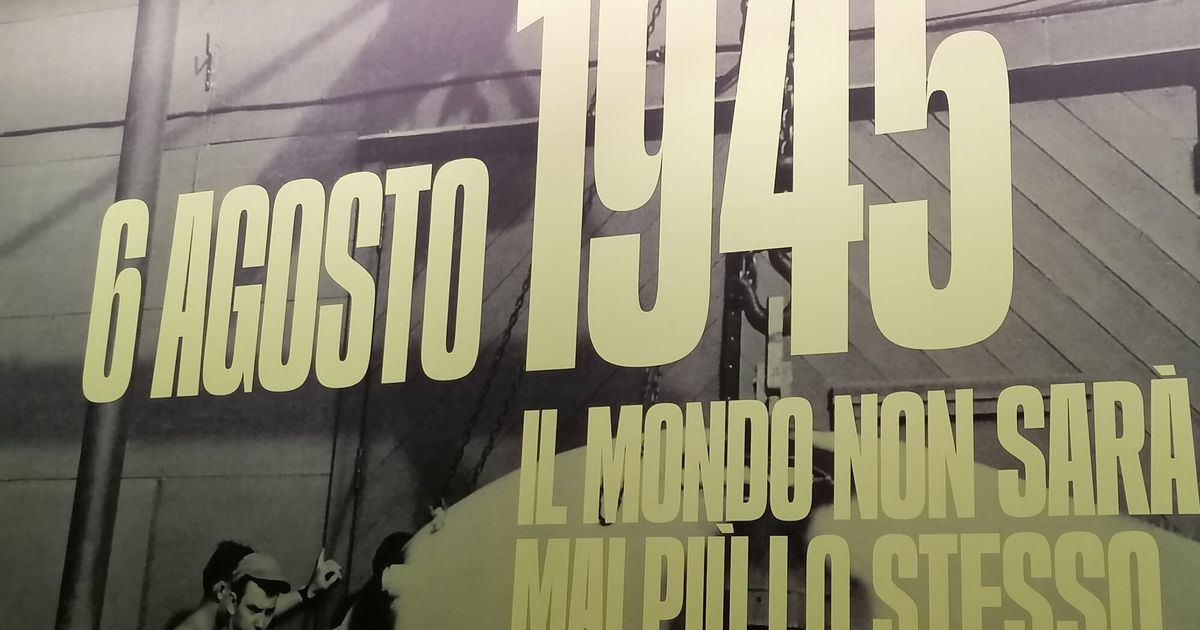 6 AGOSTO 1945
IL MONDO NON SARÀ
MAI PIÙ LO STESSO